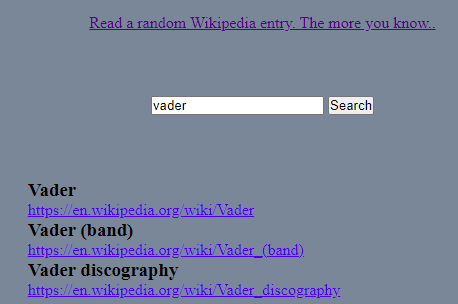 Read a random Wikipedia entry. The more you know..
vader Search
Vader
https://en.wikipedia.org/wiki/Vader
Vader (band)
https://en.wikipedia.org/wiki/Vader_(band)
Vader discography
https://en.wikipedia.org/wiki/Vader_discography